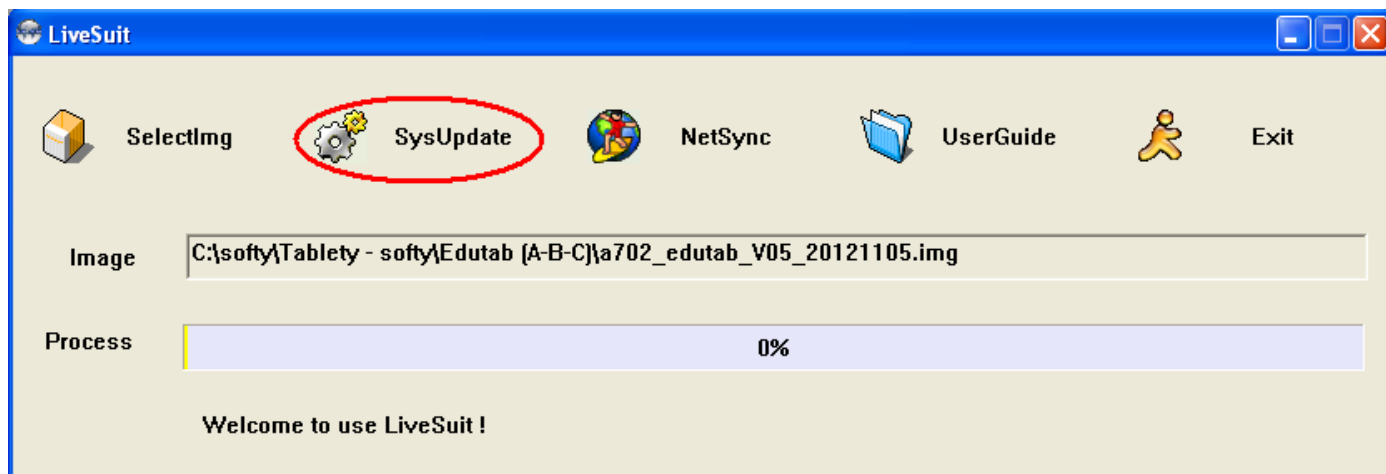 LiveSuit
SelectImg SysUpdate NetSync UserGuide Exit
Image C:\softy\Tablety - softy\Edutab (A-B-C)\a702_edutab_V05_20121105.img
Process 0%
Welcome to use LiveSuit !